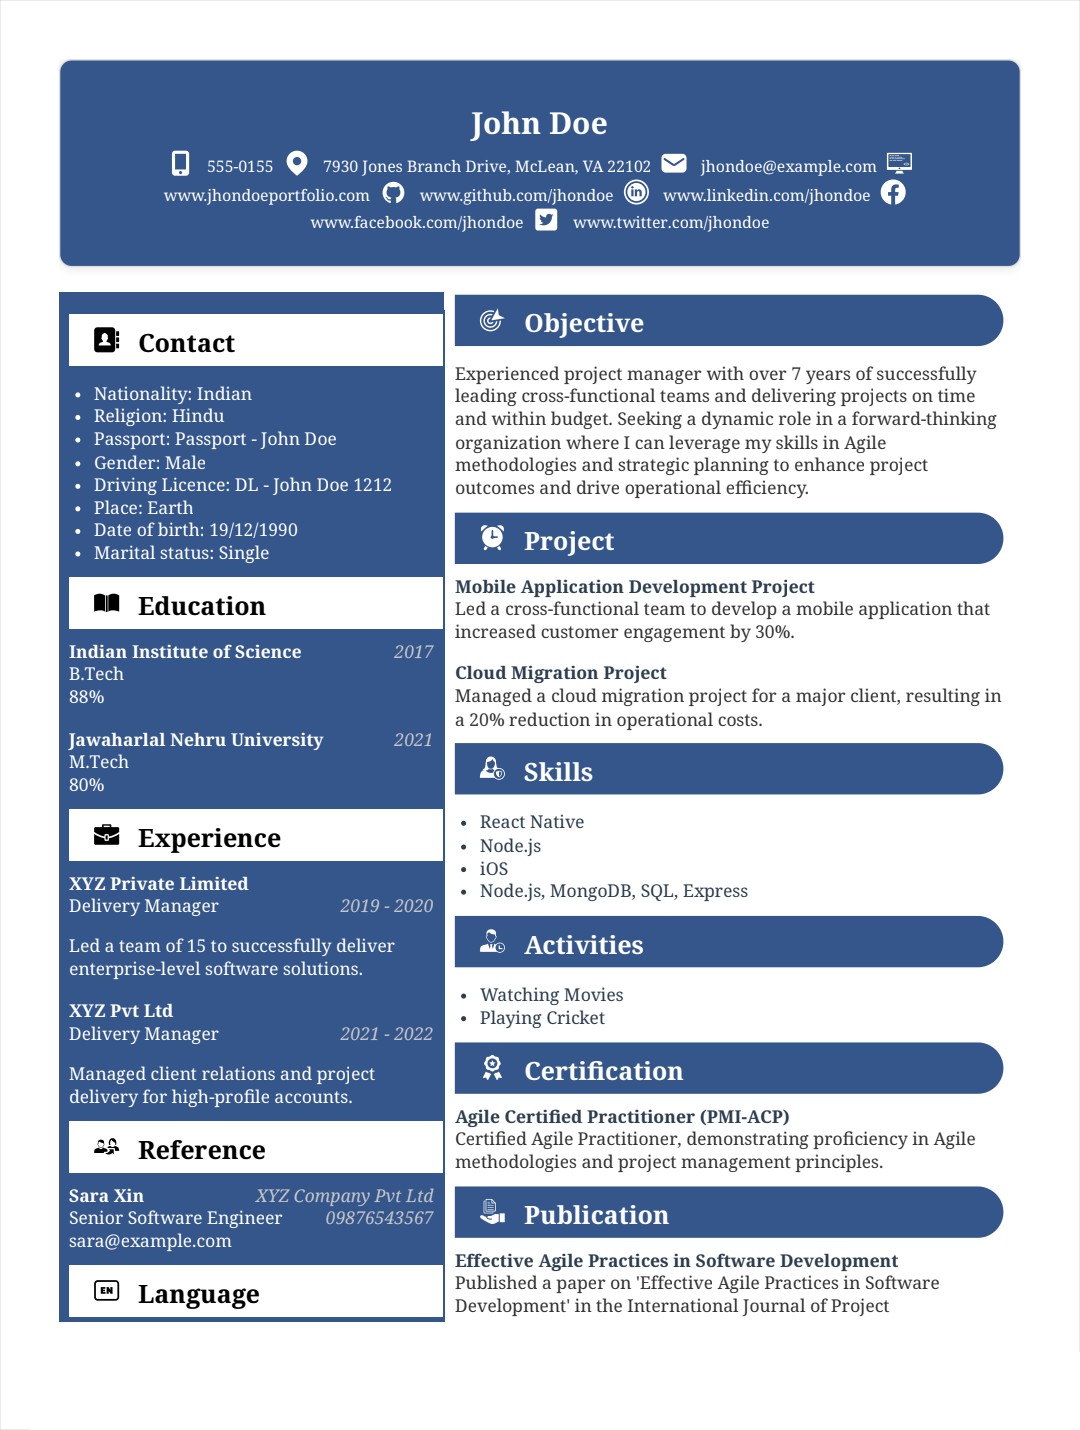 John Doe
555-0155 7930 Jones Branch Drive, McLean, VA 22102 jhondoe@example.com
www.jhondoeportfolio.com www.github.com/jhondoe www.linkedin.com/jhondoe
www.facebook.com/jhondoe www.twitter.com/jhondoe
Contact
• Nationality: Indian
• Religion: Hindu
• Passport: Passport - John Doe
• Gender: Male
• Driving Licence: DL - John Doe 1212
• Place: Earth
• Date of birth: 19/12/1990
• Marital status: Single
Education
Indian Institute of Science 2017
B.Tech
88%
Jawaharlal Nehru University 2021
M.Tech
80%
Experience
XYZ Private Limited
Delivery Manager 2019 - 2020
Led a team of 15 to successfully deliver
enterprise-level software solutions.
XYZ Pvt Ltd
Delivery Manager 2021 - 2022
Managed client relations and project
delivery for high-profile accounts.
Reference
Sara Xin XYZ Company Pvt Ltd
Senior Software Engineer 09876543567
sara@example.com
EN Language
Objective
Experienced project manager with over 7 years of successfully
leading cross-functional teams and delivering projects on time
and within budget. Seeking a dynamic role in a forward-thinking
organization where I can leverage my skills in Agile
methodologies and strategic planning to enhance project
outcomes and drive operational efficiency.
Project
Mobile Application Development Project
Led a cross-functional team to develop a mobile application that
increased customer engagement by 30%.
Cloud Migration Project
Managed a cloud migration project for a major client, resulting in
a 20% reduction in operational costs.
Skills
• React Native
• Node.js
• iOS
• Node.js, MongoDB, SQL, Express
Activities
• Watching Movies
• Playing Cricket
Certification
Agile Certified Practitioner (PMI-ACP)
Certified Agile Practitioner, demonstrating proficiency in Agile
methodologies and project management principles.
Publication
Effective Agile Practices in Software Development
Published a paper on 'Effective Agile Practices in Software
Development' in the International Journal of Project